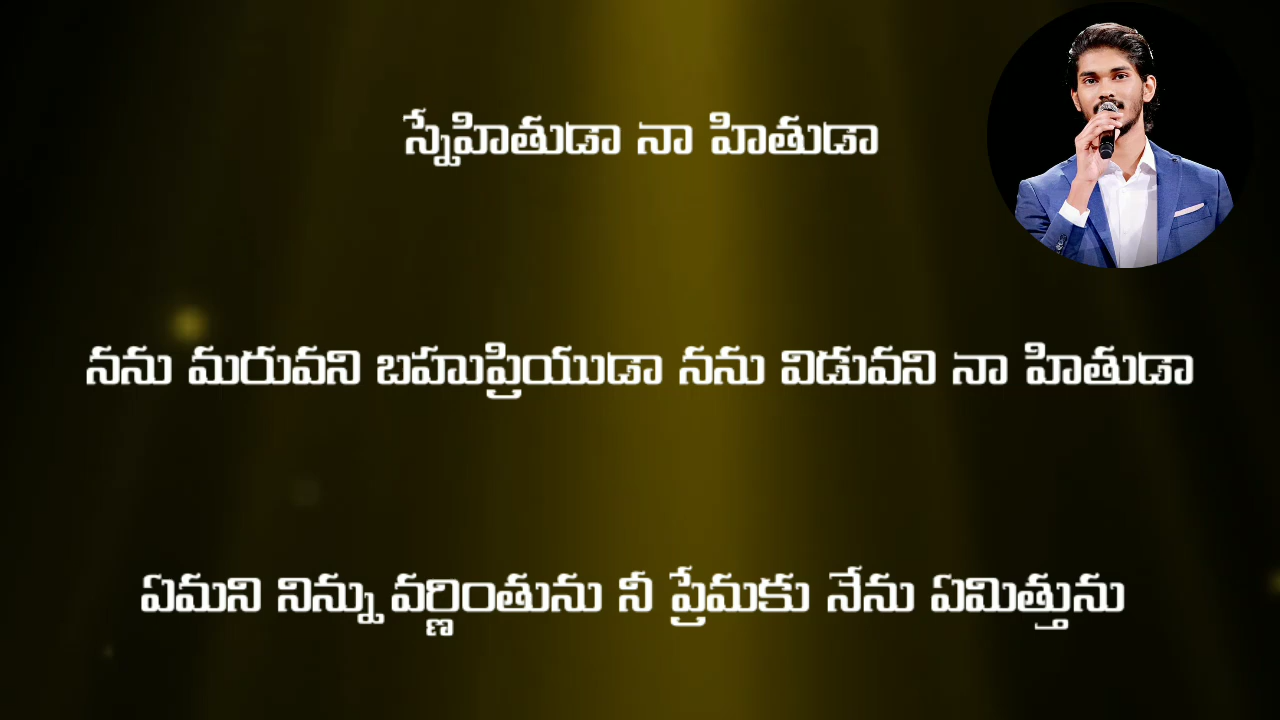 స్నేహితుడా నా హితుడా
నను మరువని బహుప్రియుడా నను విడువని నా హితుడా
ఏమని నిన్ను వర్ణింతును నీ ప్రేమకు నేను ఏమిత్తును